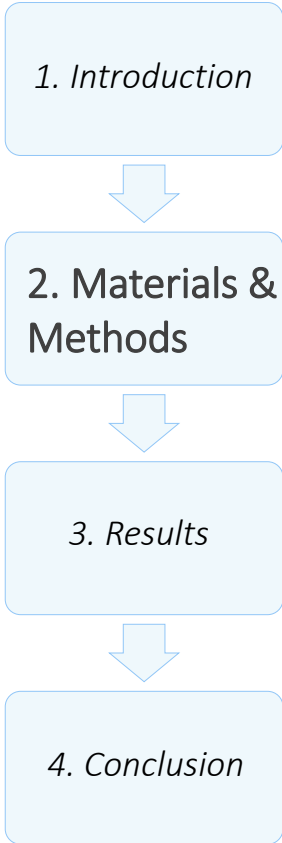 1. Introduction
2. Materials &
Methods
3. Results
4. Conclusion